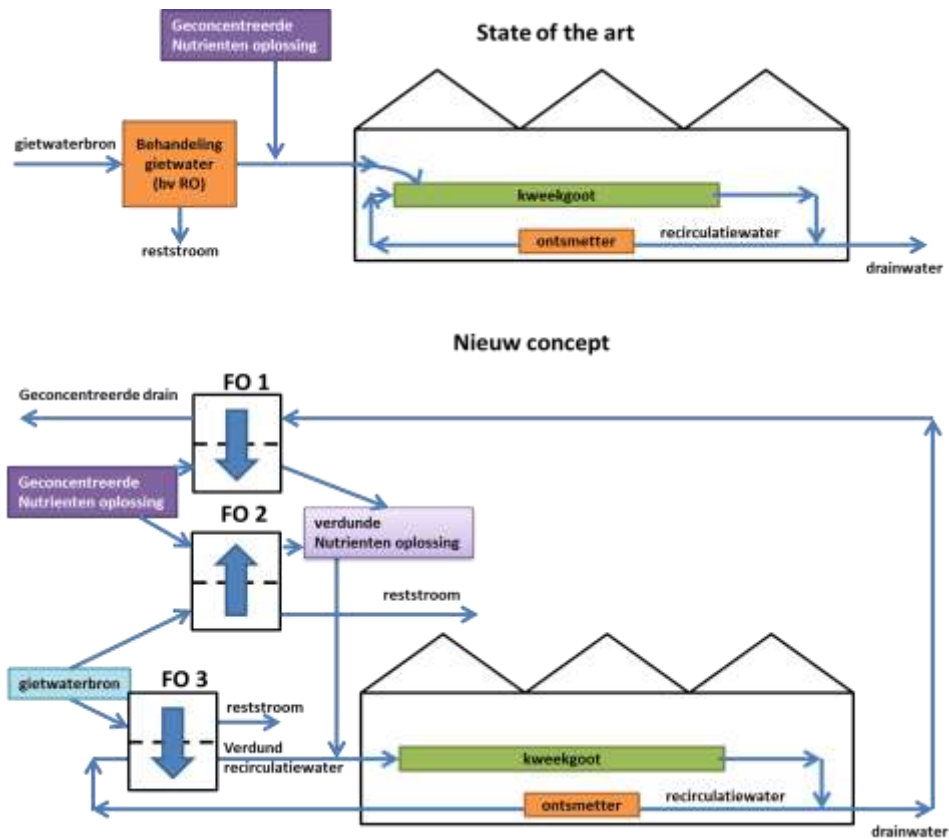 State of the art
Geconcentreerde
Nutrienten oplossing
gietwaterbron
Behandeling
gietwater
(bv RO)
reststroom
kweekgoot
ontsmetter
recirculatiewater
drainwater
Nieuw concept
FO 1
Geconcentreerde drain
Geconcentreerde
Nutrienten oplossing
FO 2
verdunde
Nutrienten oplossing
reststroom
gietwaterbron
FO 3
reststroom
Verdund
recirculatiewater
kweekgoot
ontsmetter
recirculatiewater
drainwater